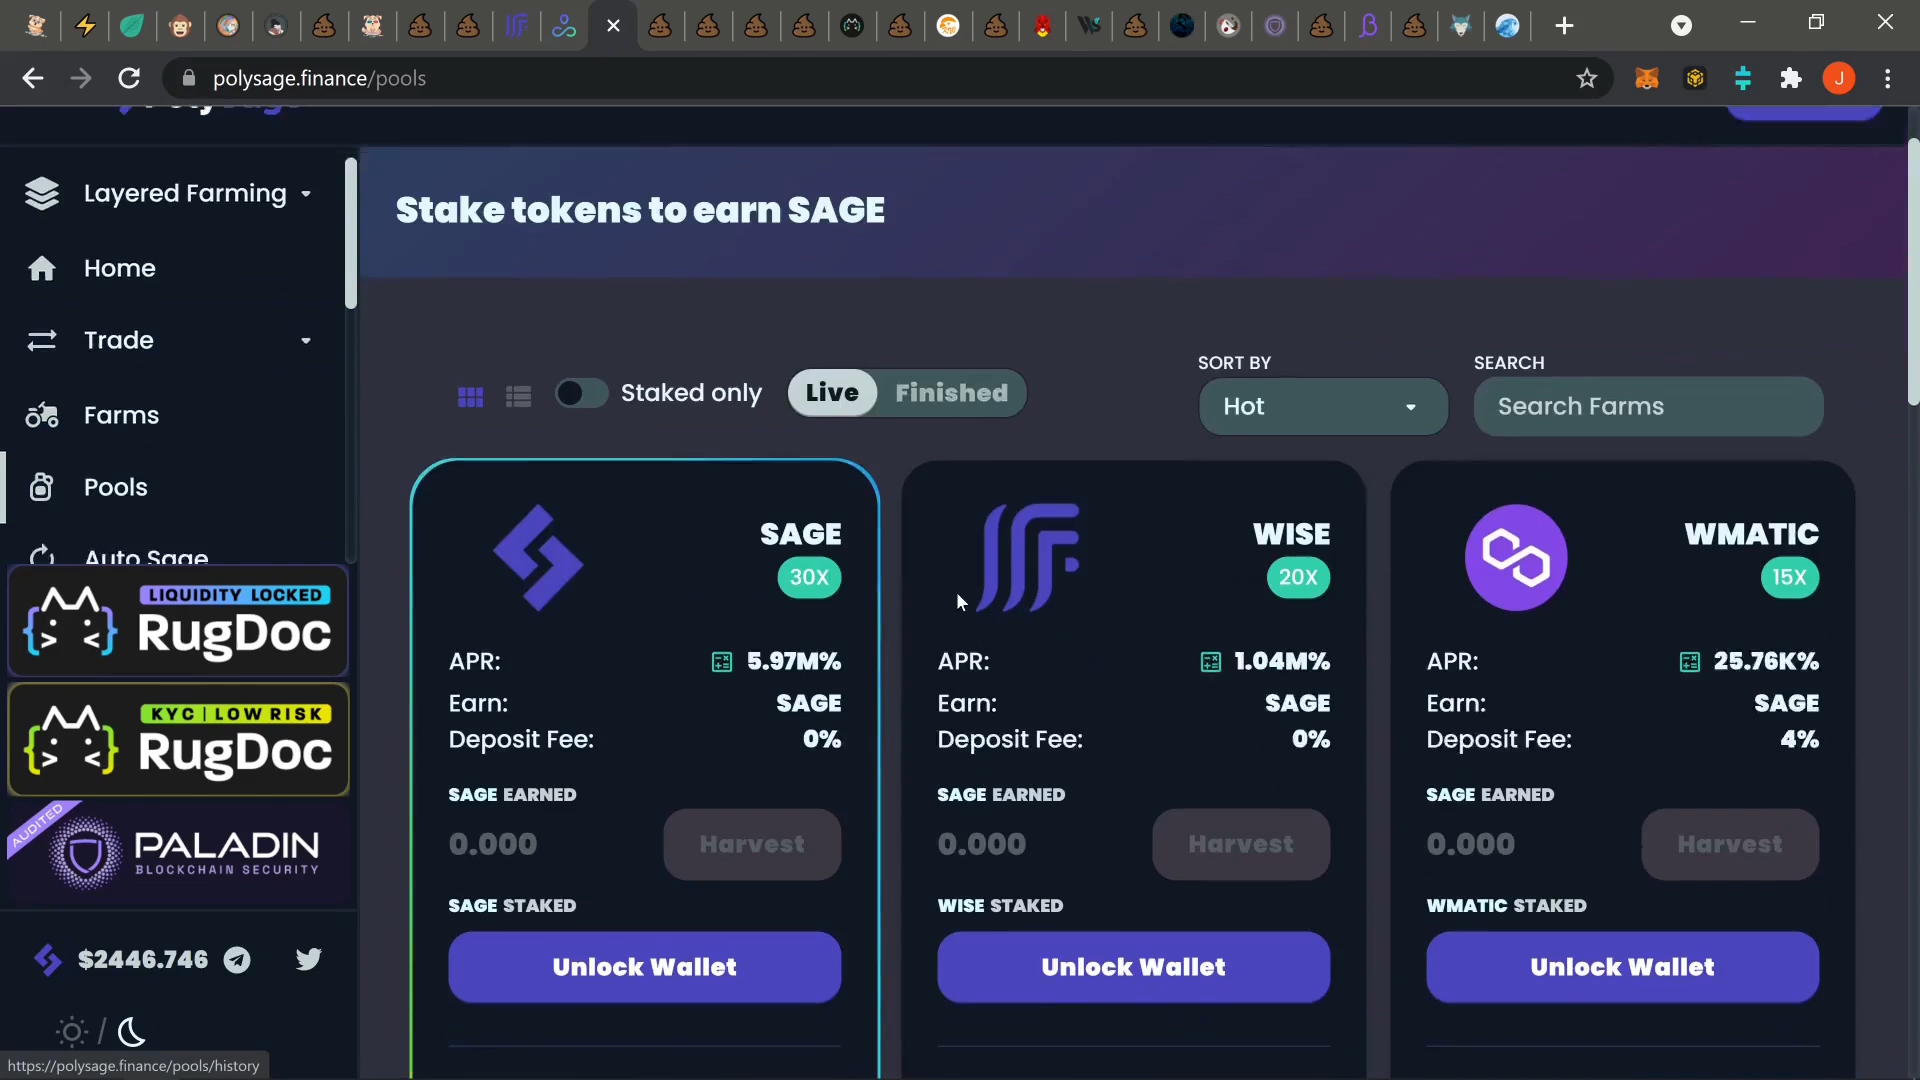 polysage.finance/pools
J
Layered Farming
Home
Trade
Farms
Pools
Auto Sage
LIQUIDITY LOCKED
RugDoc
KYC | LOW RISK
RugDoc
AUDITED
PALADIN
BLOCKCHAIN SECURITY
$2446.746
/
https://polysage.finance/pools/history
Stake tokens to earn SAGE
Staked only
Live
Finished
SORT BY
Hot
SEARCH
Search Farms
SAGE
30X
APR: 5.97M%
Earn: SAGE
Deposit Fee: 0%
SAGE EARNED
0.000
Harvest
SAGE STAKED
Unlock Wallet
WISE
20X
APR: 1.04M%
Earn: SAGE
Deposit Fee: 0%
SAGE EARNED
0.000
Harvest
WISE STAKED
Unlock Wallet
WMATIC
15X
APR: 25.76K%
Earn: SAGE
Deposit Fee: 4%
SAGE EARNED
0.000
Harvest
WMATIC STAKED
Unlock Wallet